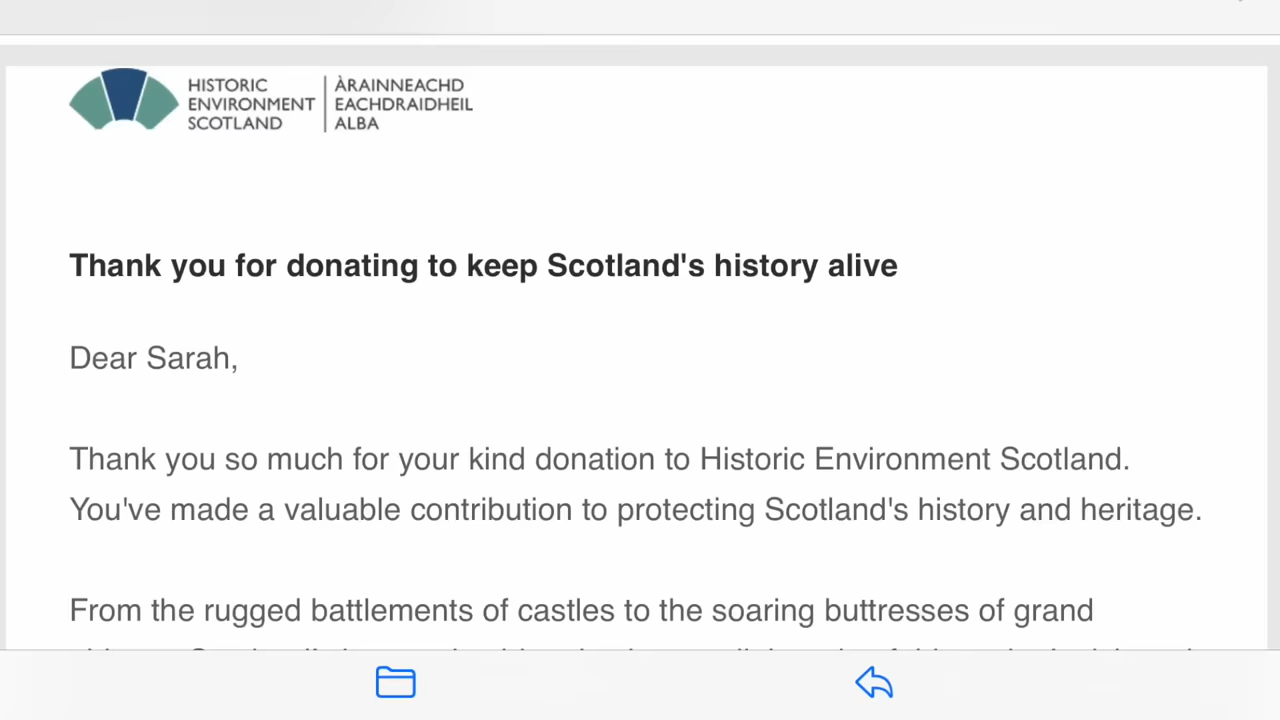 HISTORIC
ENVIRONMENT
SCOTLAND
ÀRAINNEACHD
EACHDRAIDHEIL
ALBA
Thank you for donating to keep Scotland's history alive
Dear Sarah,
Thank you so much for your kind donation to Historic Environment Scotland.
You've made a valuable contribution to protecting Scotland's history and heritage.
From the rugged battlements of castles to the soaring buttresses of grand